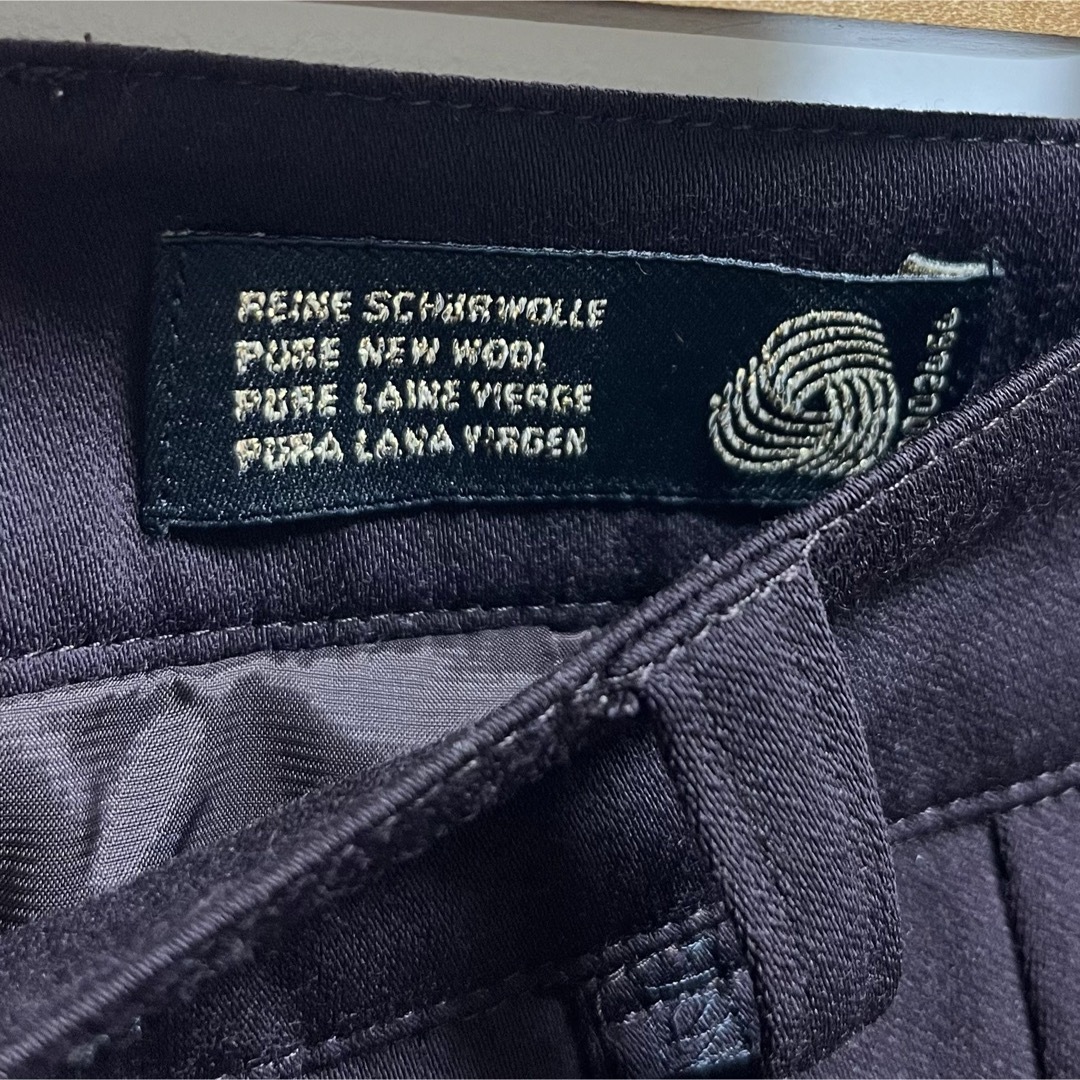 REINE SCHURWOLLE
PURE NEW WOOL
PURE LAINE VIERGE
PURA LANA VIRGEN